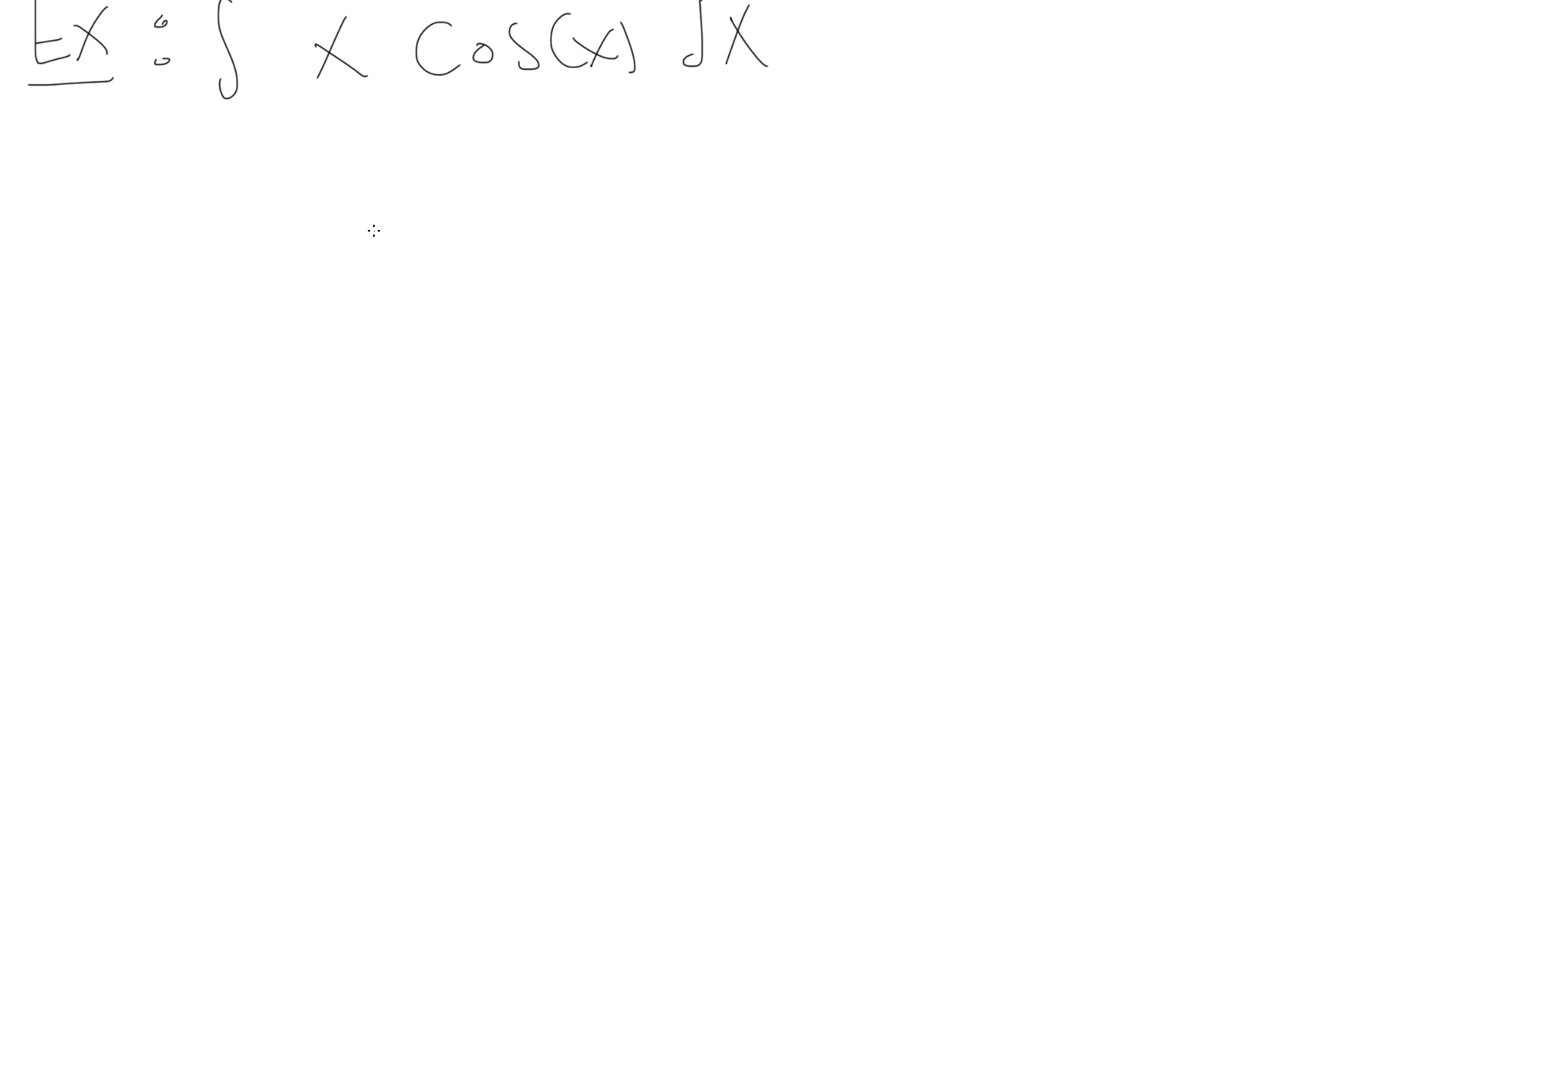 Ex : ∫ x Cos(x) dx